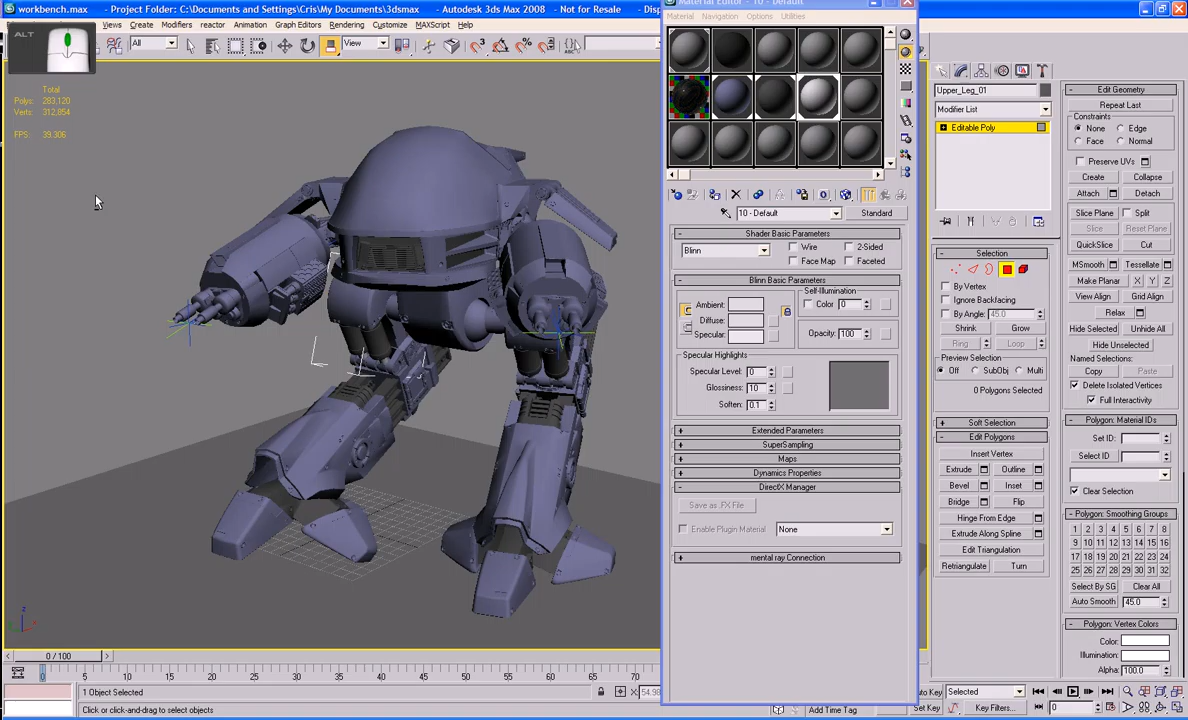 workbench.max - Project Folder: C:\Documents and Settings\Cris\My Documents\3dsmax - Autodesk 3ds Max 2008 - Not for Resale - Disp
Views Create Modifiers reactor Animation Graph Editors Rendering Customize MAXScript Help
Material Editor - 10 - Default
Material Navigation Options Utilities
ALT
All
View
Total
Polys: 283,120
Verts: 312,854
FPS: 39.306
10 - Default
Standard
Shader Basic Parameters
Blinn
Wire
2-Sided
Face Map
Faceted
Blinn Basic Parameters
Self-Illumination
Ambient:
Color 0
Diffuse:
Specular:
Opacity: 100
Specular Highlights
Specular Level: 0
Glossiness: 10
Soften: 0.1
Extended Parameters
SuperSampling
Maps
Dynamics Properties
DirectX Manager
Save as .FX File
Enable Plugin Material None
mental ray Connection
Upper_Leg_01
Modifier List
Editable Poly
Selection
By Vertex
Ignore Backfacing
By Angle: 45.0
Shrink Grow
Ring Loop
Preview Selection
Off SubObj Multi
0 Polygons Selected
Soft Selection
Edit Polygons
Insert Vertex
Extrude Outline
Bevel Inset
Bridge Flip
Hinge From Edge
Extrude Along Spline
Edit Triangulation
Retriangulate Turn
Edit Geometry
Repeat Last
Constraints
None Edge
Face Normal
Preserve UVs
Create Collapse
Attach Detach
Slice Plane Split
Slice Reset Plane
QuickSlice Cut
MSmooth Tessellate
Make Planar X Y Z
View Align Grid Align
Relax
Hide Selected Unhide All
Hide Unselected
Named Selections:
Copy Paste
Delete Isolated Vertices
Full Interactivity
Polygon: Material IDs
Set ID:
Select ID
Clear Selection
Polygon: Smoothing Groups
1 2 3 4 5 6 7 8
9 10 11 12 13 14 15 16
17 18 19 20 21 22 23 24
25 26 27 28 29 30 31 32
Select By SG Clear All
Auto Smooth 45.0
Polygon: Vertex Colors
Color:
Illumination:
Alpha: 100.0
z
0 / 100
0 5 10 15 20 25 30 35 40 45 50 55 60 65 70
1 Object Selected
X: 54.98
Click or click-and-drag to select objects
Add Time Tag
uto Key Selected
Set Key Key Filters... 0